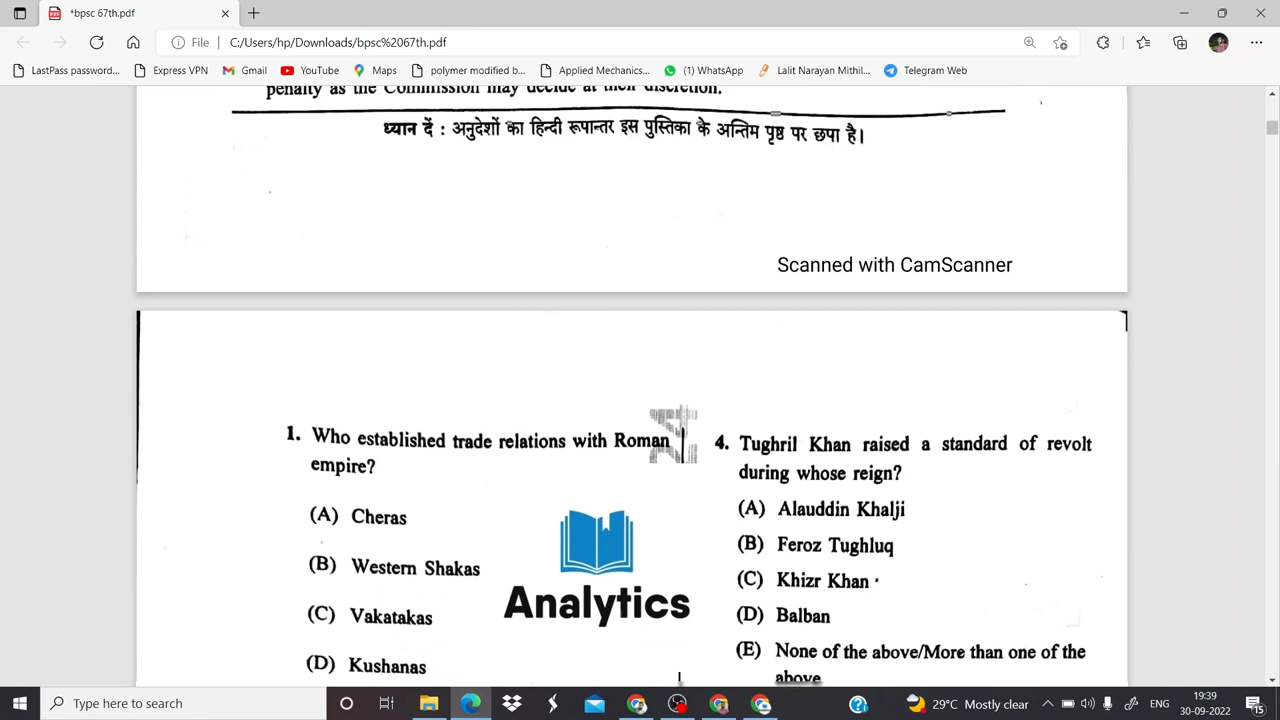 *bpsc 67th.pdf
File
C:/Users/hp/Downloads/bpsc%2067th.pdf
LastPass password...
Express VPN
Gmail
YouTube
Maps
polymer modified b...
Applied Mechanics...
(1) WhatsApp
Lalit Narayan Mithil...
Telegram Web
penalty as the Commission may decide at their discretion.
ध्यान दें : अनुदेशों का हिन्दी रूपान्तर इस पुस्तिका के अन्तिम पृष्ठ पर छपा है।
Scanned with CamScanner
1. Who established trade relations with Roman
empire?
(A) Cheras
(B) Western Shakas
(C) Vakatakas
(D) Kushanas
Analytics
4. Tughril Khan raised a standard of revolt
during whose reign?
(A) Alauddin Khalji
(B) Feroz Tughluq
(C) Khizr Khan
(D) Balban
(E) None of the above/More than one of the
above
Type here to search
29°C Mostly clear
ENG
19:39
30-09-2022